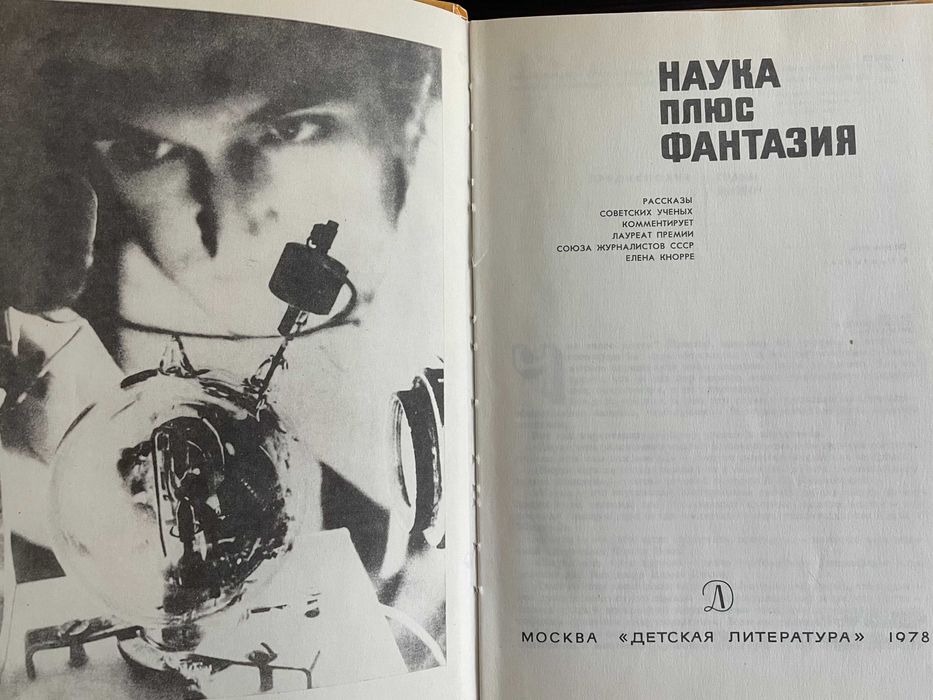 НАУКА
ПЛЮС
ФАНТАЗИЯ
РАССКАЗЫ
СОВЕТСКИХ УЧЕНЫХ
КОММЕНТИРУЕТ
ЛАУРЕАТ ПРЕМИИ
СОЮЗА ЖУРНАЛИСТОВ СССР
ЕЛЕНА КНОРРЕ
Д
МОСКВА «ДЕТСКАЯ ЛИТЕРАТУРА» 1978